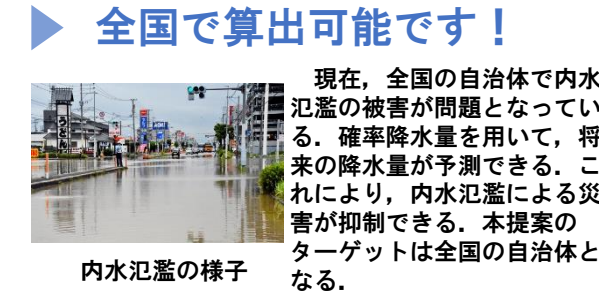 全国で算出可能です！
現在，全国の自治体で内水
氾濫の被害が問題となってい
る．確率降水量を用いて，将
来の降水量が予測できる．こ
れにより，内水氾濫による災
害が抑制できる．本提案の
ターゲットは全国の自治体と
なる．
うどん
内水氾濫の様子